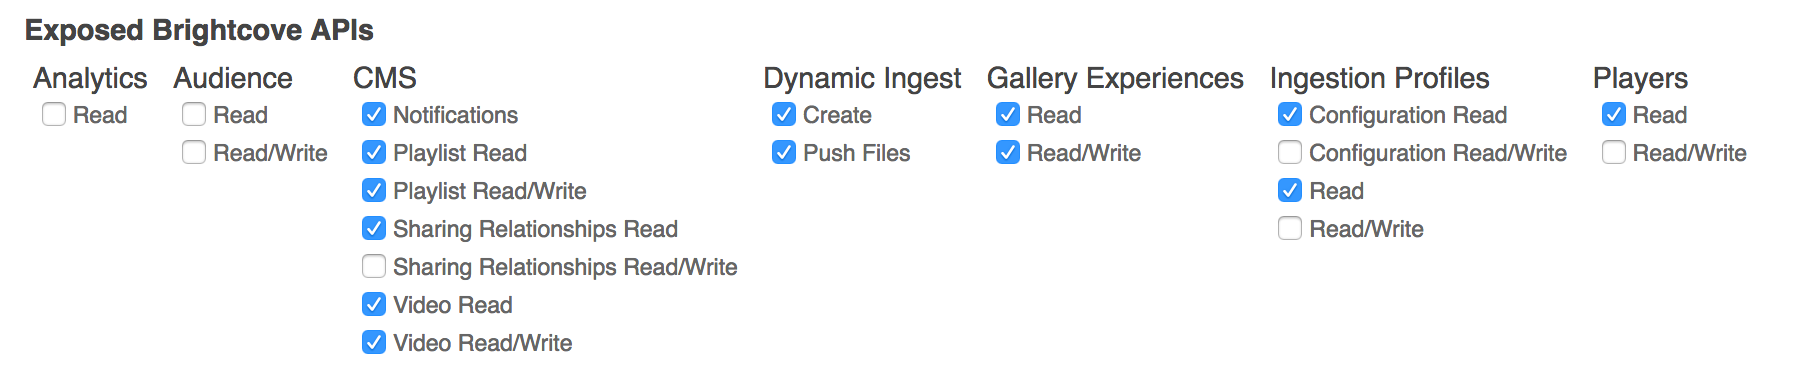 Exposed Brightcove APIs
Analytics
Read
Audience
Read
Read/Write
CMS
Notifications
Playlist Read
Playlist Read/Write
Sharing Relationships Read
Sharing Relationships Read/Write
Video Read
Video Read/Write
Dynamic Ingest
Create
Push Files
Gallery Experiences
Read
Read/Write
Ingestion Profiles
Configuration Read
Configuration Read/Write
Read
Read/Write
Players
Read
Read/Write